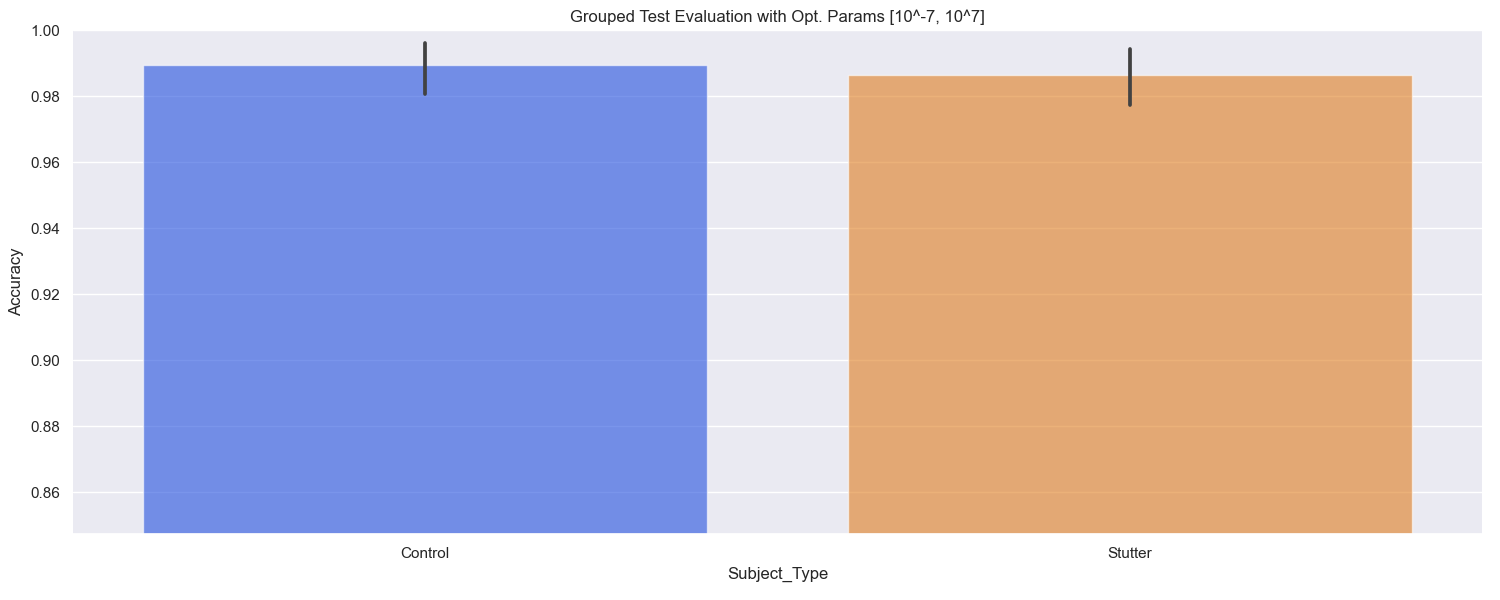 Grouped Test Evaluation with Opt. Params [10^-7, 10^7]
1.00
0.98
0.96
0.94
0.92
0.90
0.88
0.86
Accuracy
Control
Stutter
Subject_Type